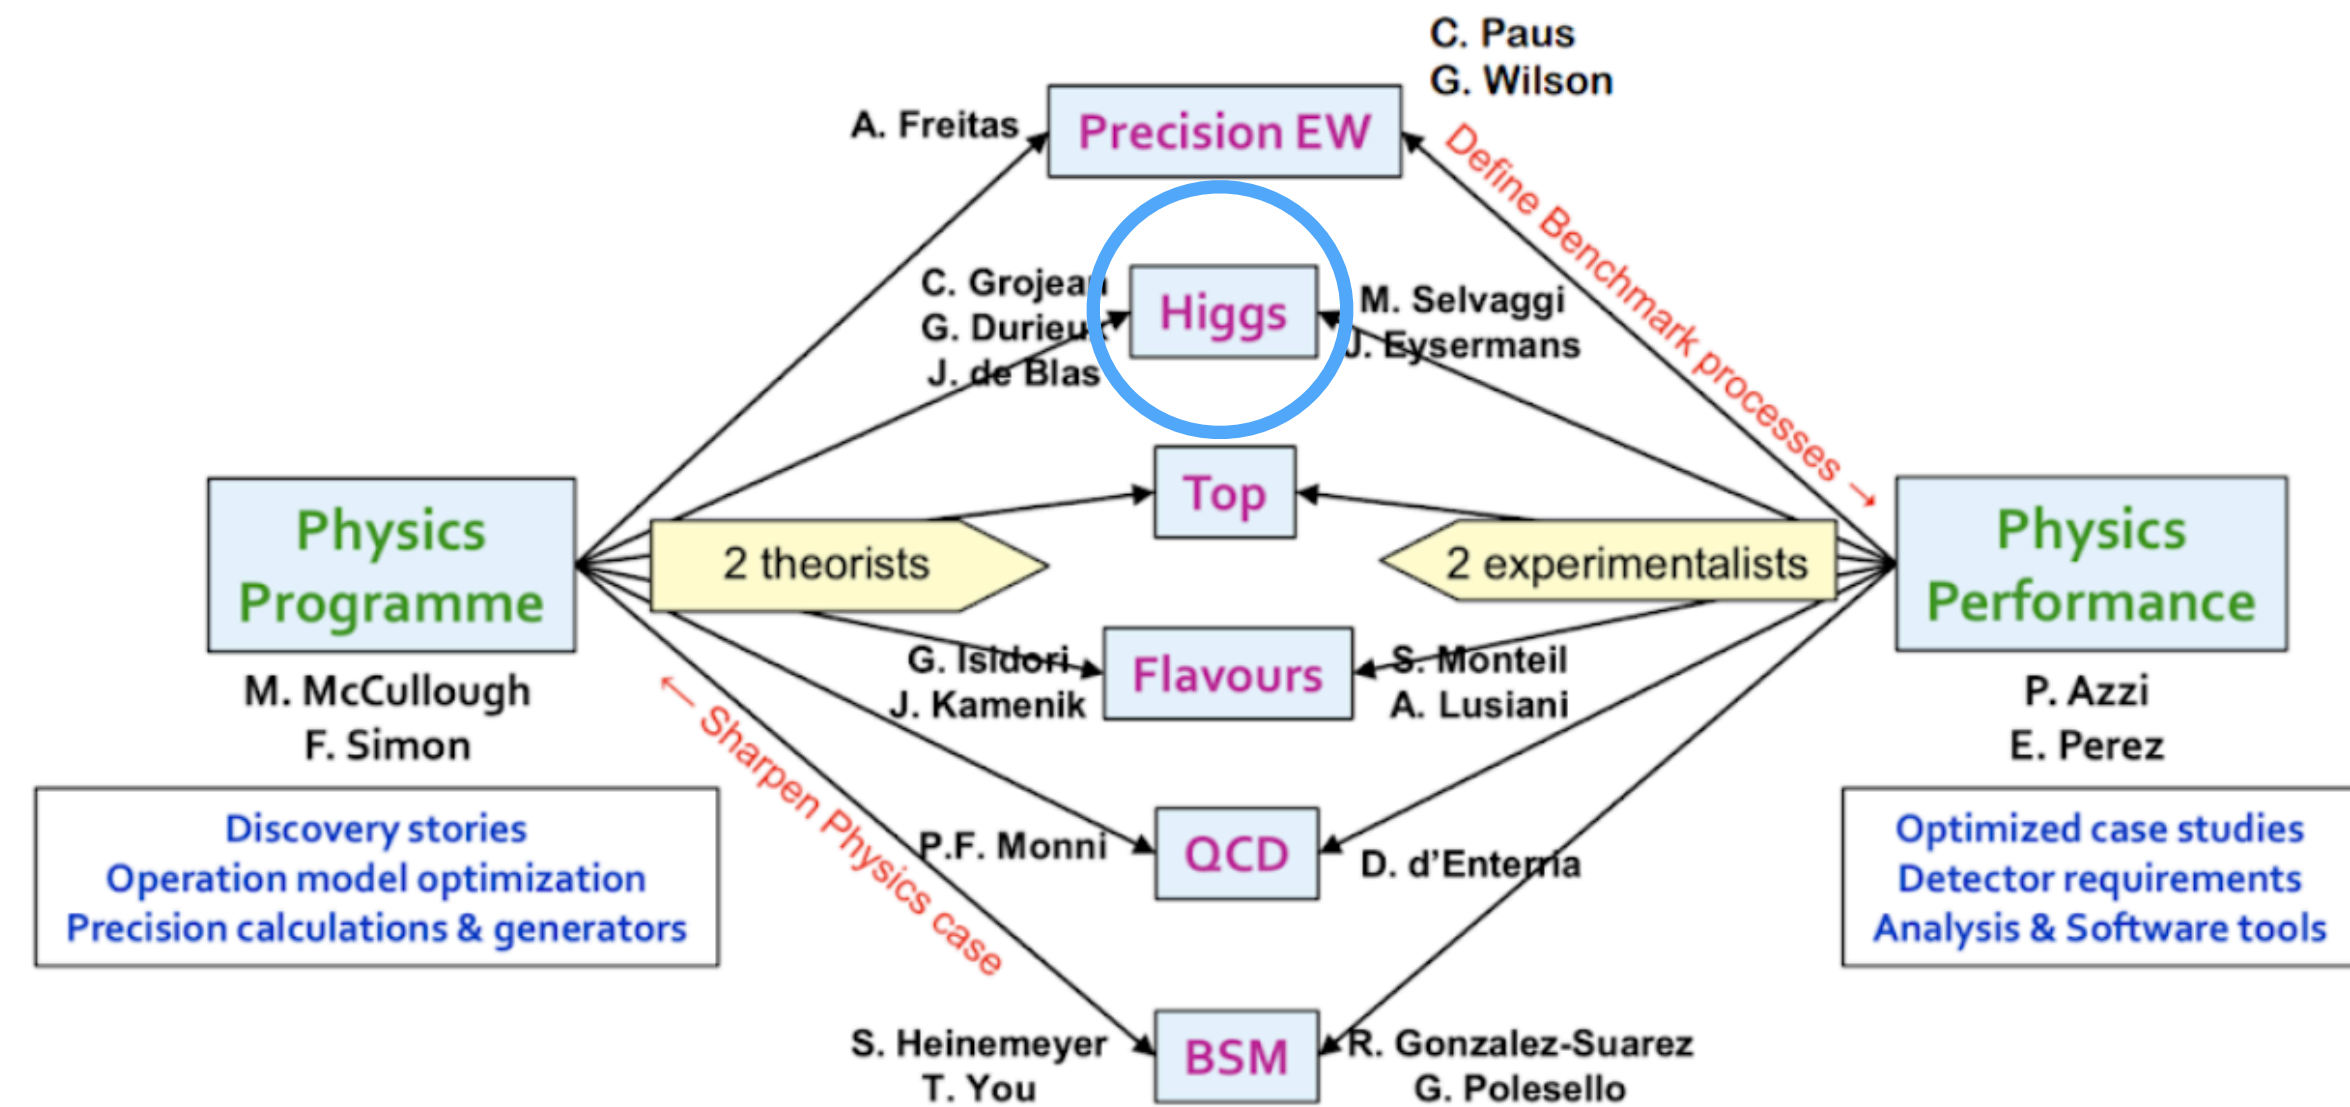 C. Paus
G. Wilson
A. Freitas
Precision EW
Define Benchmark processes →
C. Grojean
G. Durieux
J. de Blas
Higgs
M. Selvaggi
J. Eysermans
Top
Physics
Programme
2 theorists
2 experimentalists
Physics
Performance
M. McCullough
F. Simon
G. Isidori
J. Kamenik
Flavours
S. Monteil
A. Lusiani
P. Azzi
E. Perez
← Sharpen Physics case
Discovery stories
Operation model optimization
Precision calculations & generators
P.F. Monni
QCD
D. d'Enterria
Optimized case studies
Detector requirements
Analysis & Software tools
S. Heinemeyer
T. You
BSM
R. Gonzalez-Suarez
G. Polesello